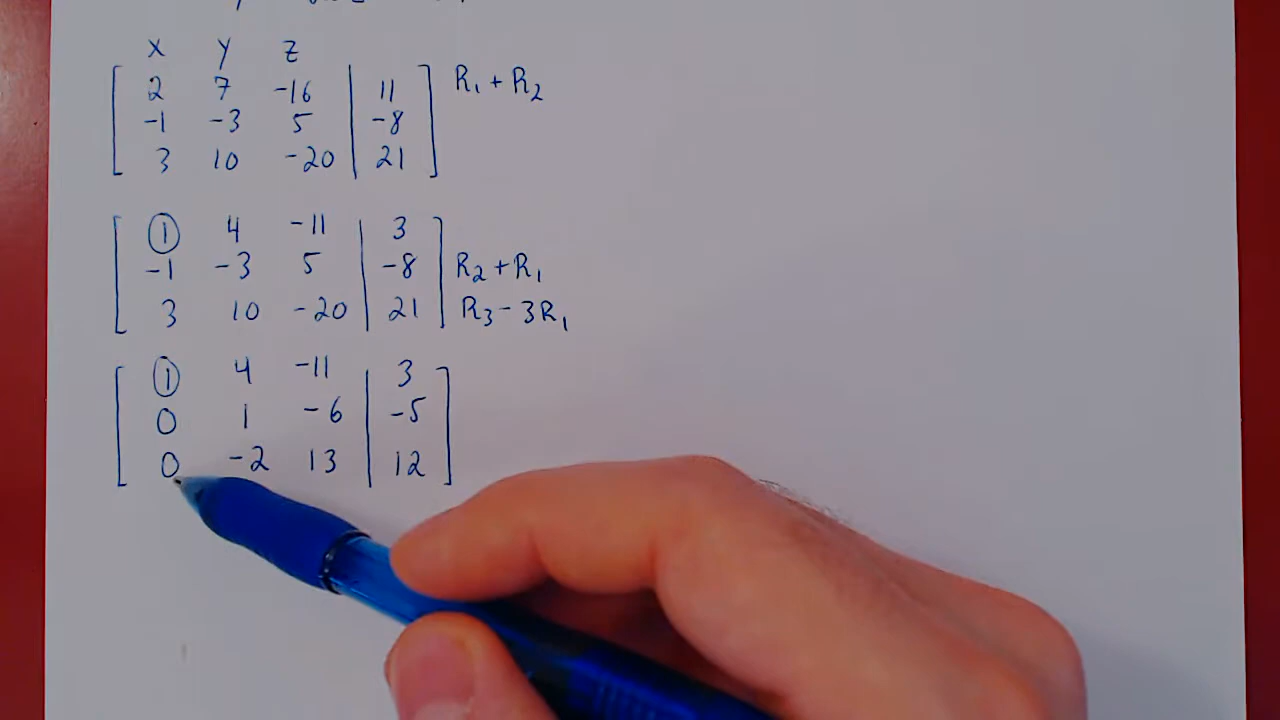 x y z
2 7 -16 | 11 R₁ + R₂
-1 -3 5 | -8
3 10 -20 | 21
1 4 -11 | 3
-1 -3 5 | -8 R₂ + R₁
3 10 -20 | 21 R₃ - 3R₁
1 4 -11 | 3
0 1 -6 | -5
0 -2 13 | 12